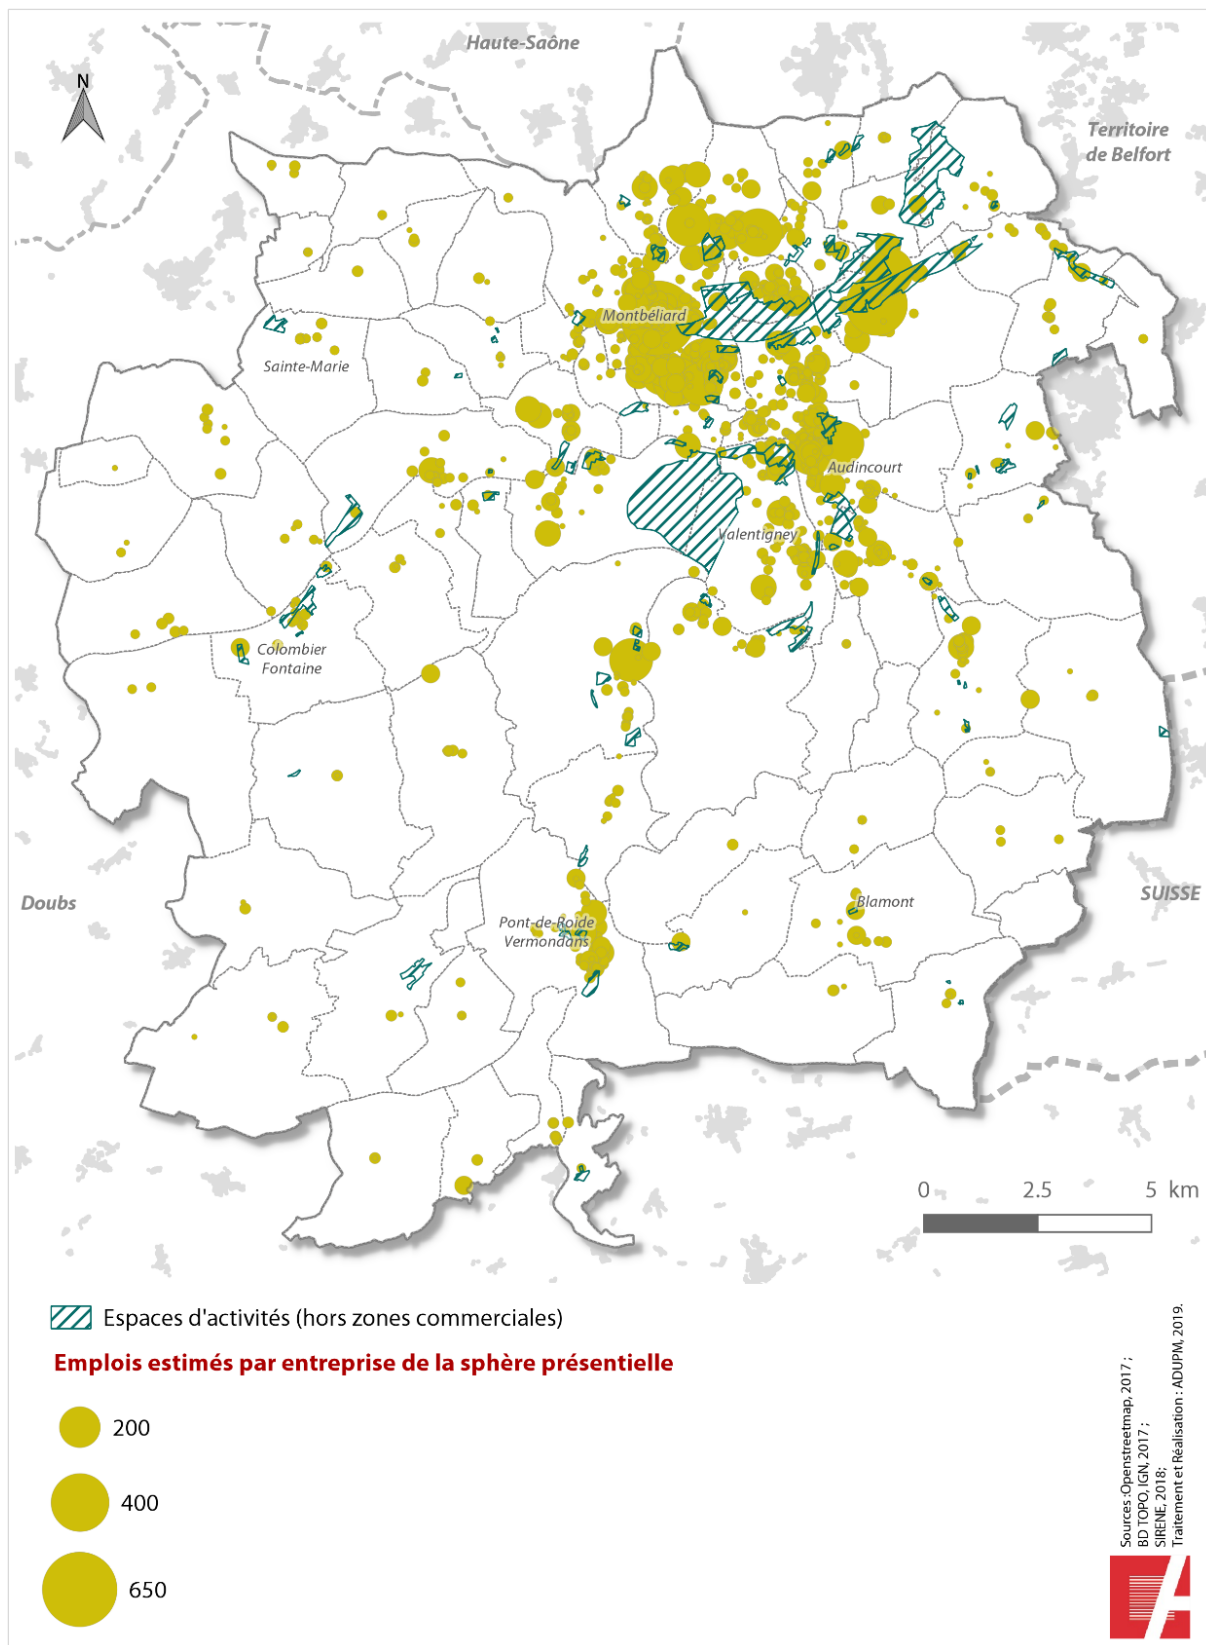 Haute-Saône
N
Territoire
de Belfort
Montbéliard
Sainte-Marie
Audincourt
Valentigney
Colombier
Fontaine
Doubs
SUISSE
Blamont
Pont-de-Roide
Vermondans
0 2.5 5 km
Espaces d'activités (hors zones commerciales)
Emplois estimés par entreprise de la sphère présentielle
200
400
650
Sources :Openstreetmap, 2017 ;
BD TOPO, IGN, 2017 ;
SIRENE, 2018;
Traitement et Réalisation : ADUPM, 2019.